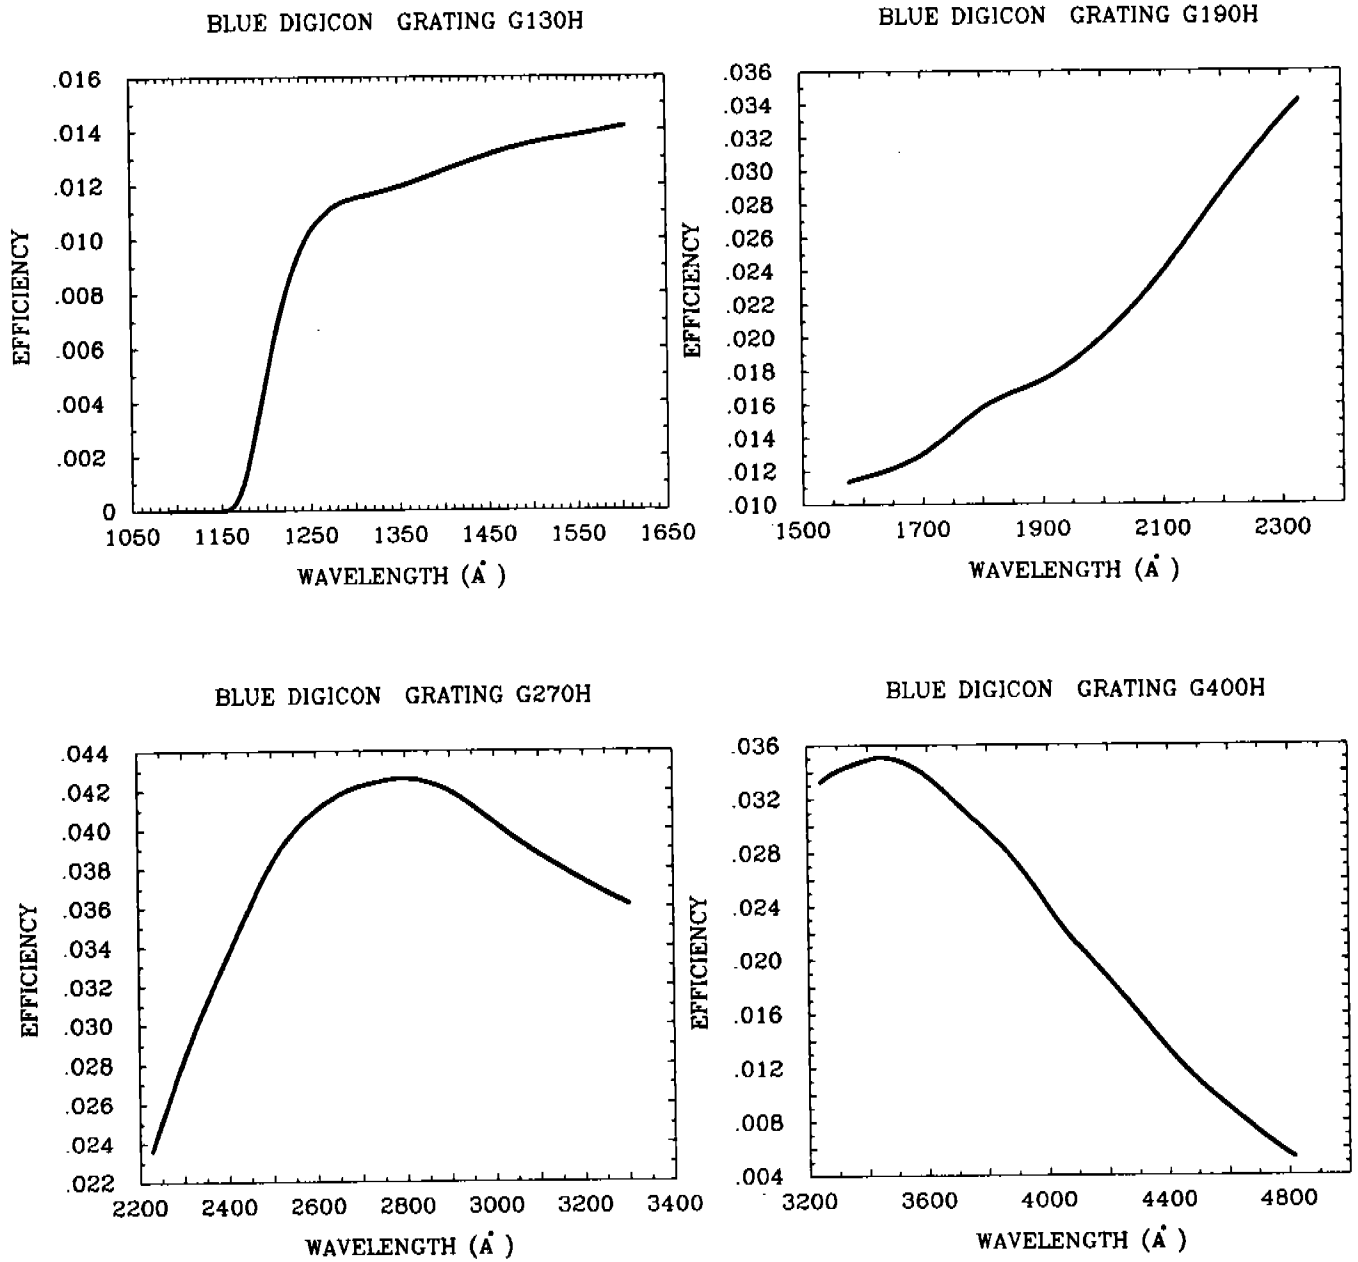 BLUE DIGICON GRATING G130H
.016
.014
.012
.010
.008
.006
.004
.002
0
EFFICIENCY
1050 1150 1250 1350 1450 1550 1650
WAVELENGTH (Å)
BLUE DIGICON GRATING G190H
.036
.034
.032
.030
.028
.026
.024
.022
.020
.018
.016
.014
.012
.010
EFFICIENCY
1500 1700 1900 2100 2300
WAVELENGTH (Å)
BLUE DIGICON GRATING G270H
.044
.042
.040
.038
.036
.034
.032
.030
.028
.026
.024
.022
EFFICIENCY
2200 2400 2600 2800 3000 3200 3400
WAVELENGTH (Å)
BLUE DIGICON GRATING G400H
.036
.032
.028
.024
.020
.016
.012
.008
.004
EFFICIENCY
3200 3600 4000 4400 4800
WAVELENGTH (Å)